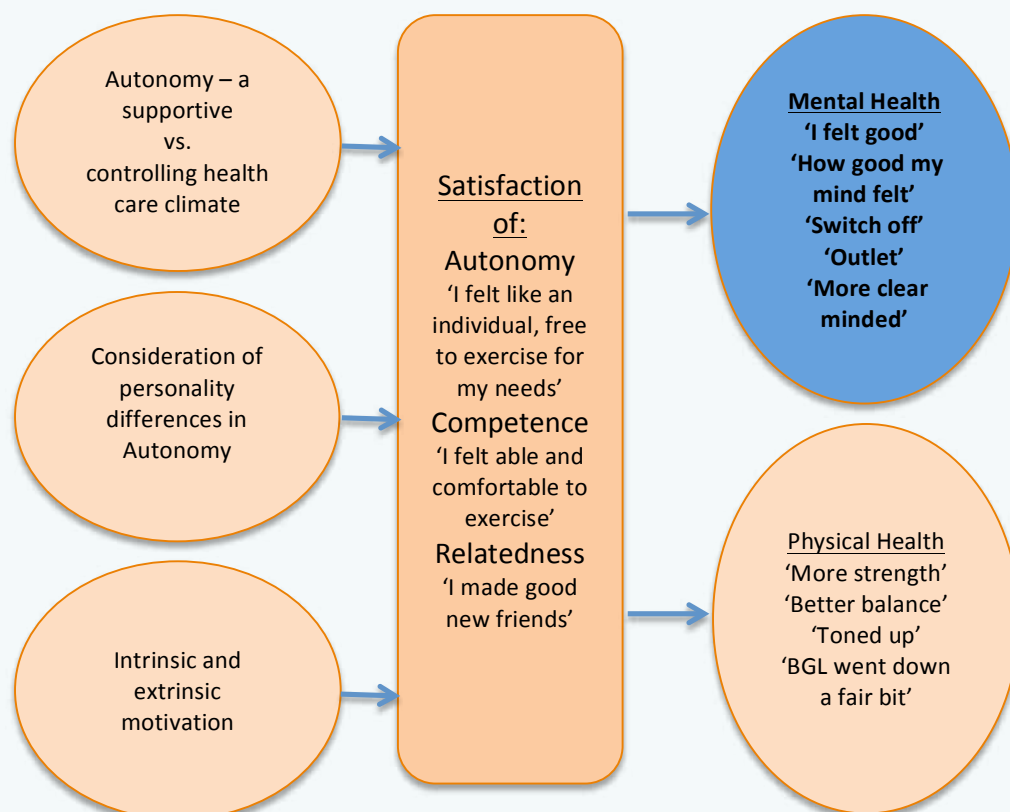 Autonomy – a
supportive
vs.
controlling health
care climate
Consideration of
personality
differences in
Autonomy
Intrinsic and
extrinsic
motivation
Satisfaction
of:
Autonomy
‘I felt like an
individual, free
to exercise for
my needs’
Competence
‘I felt able and
comfortable to
exercise’
Relatedness
‘I made good
new friends’
Mental Health
‘I felt good’
‘How good my
mind felt’
‘Switch off’
‘Outlet’
‘More clear
minded’
Physical Health
‘More strength’
‘Better balance’
‘Toned up’
‘BGL went down
a fair bit’